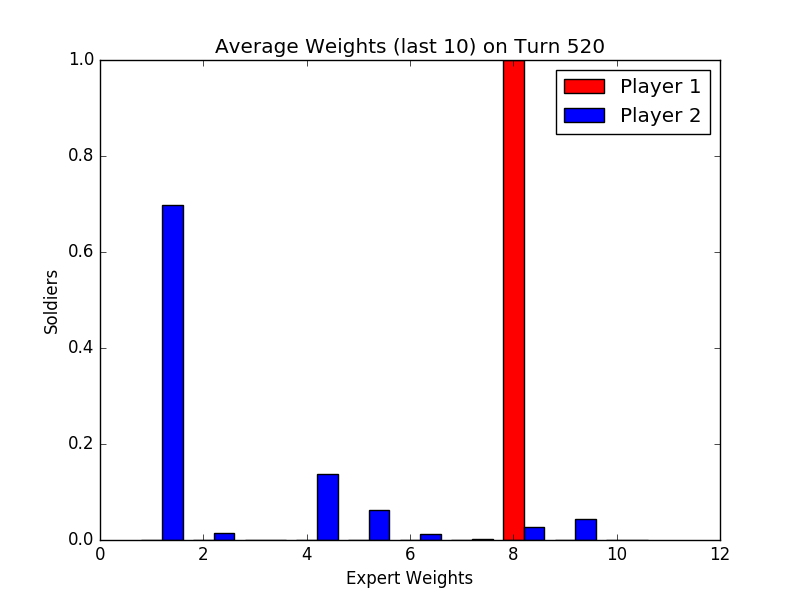 Average Weights (last 10) on Turn 520
1.0
0.8
0.6
0.4
0.2
0.0
Soldiers
Player 1
Player 2
0 2 4 6 8 10 12
Expert Weights